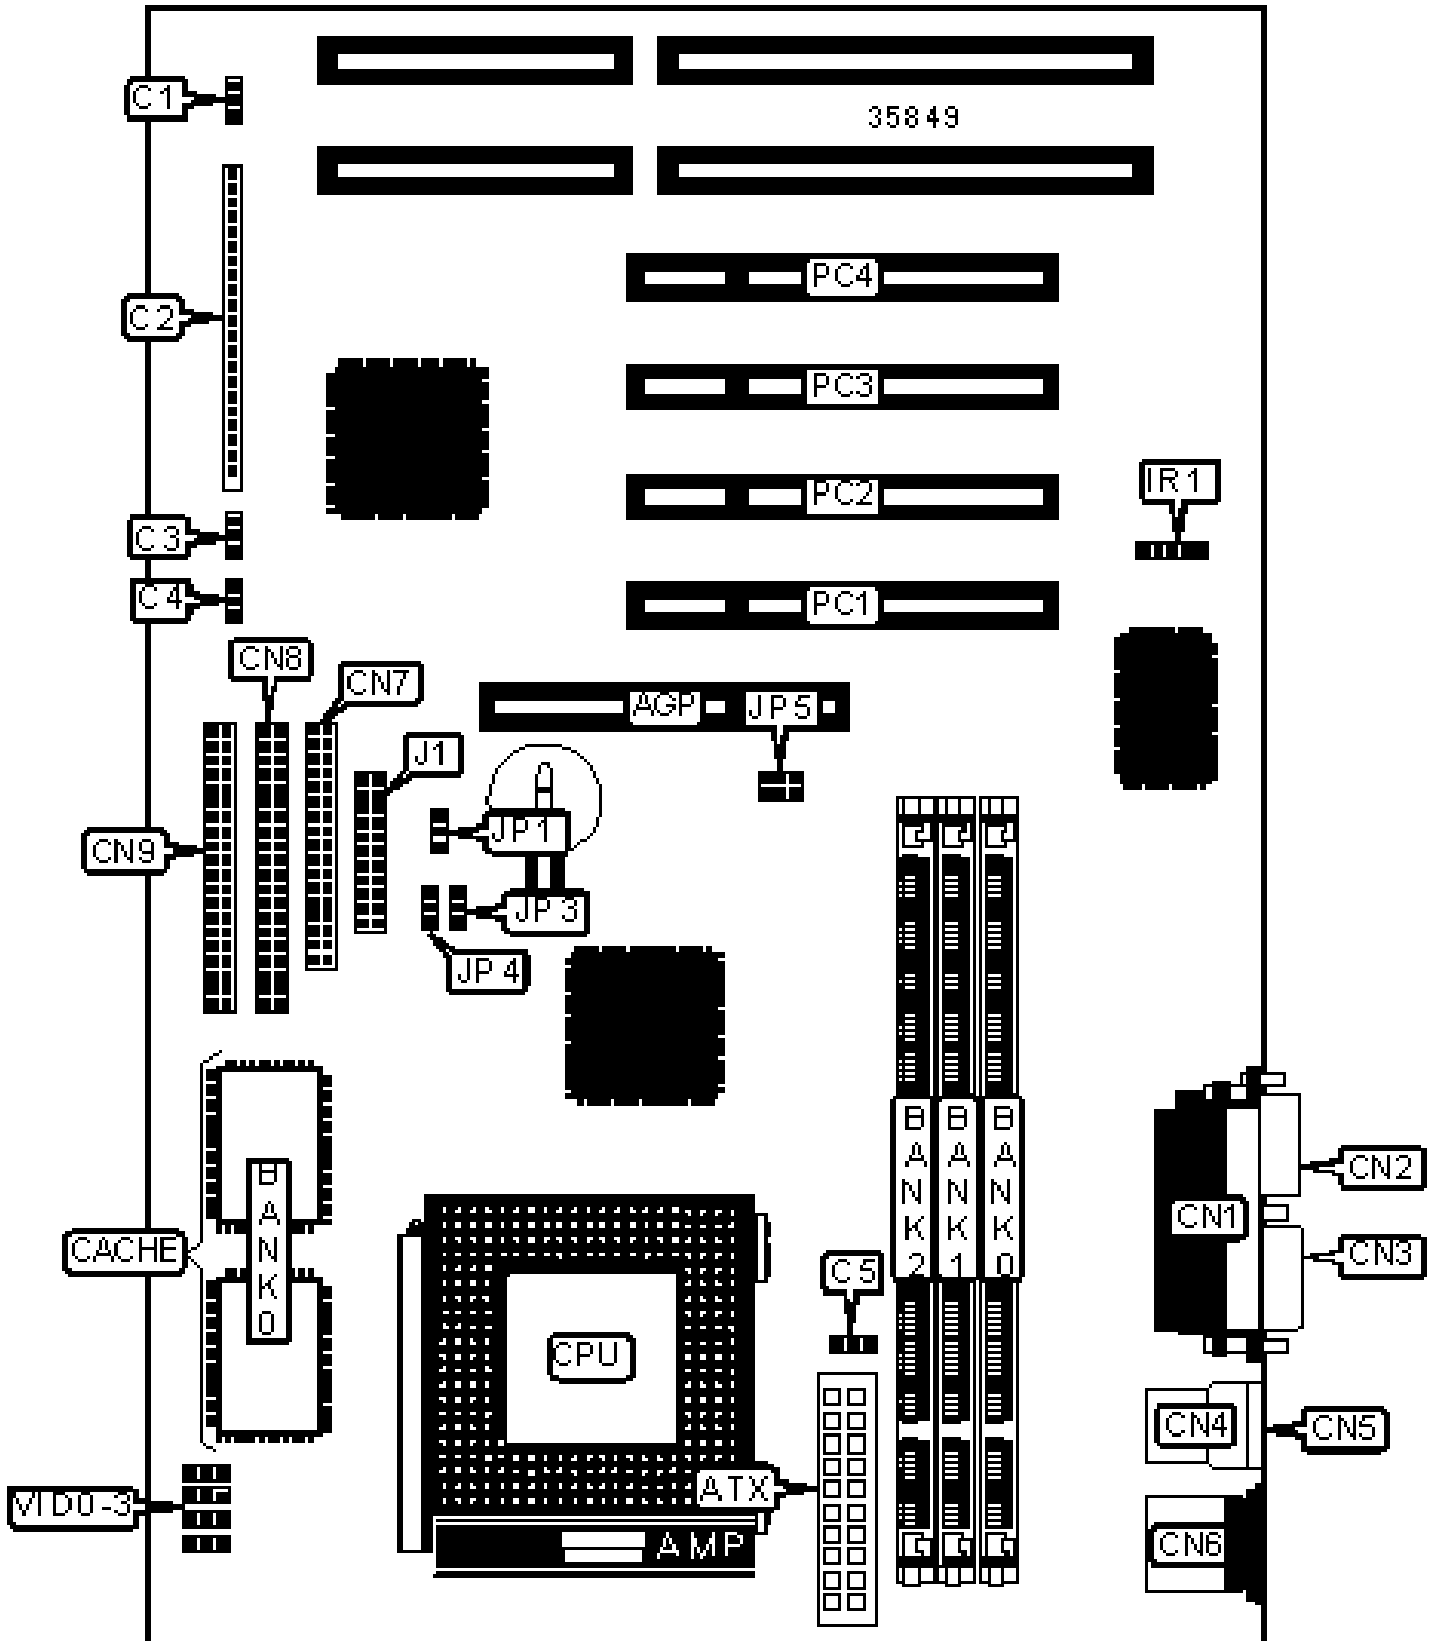 C1
35849
C2
PC4
PC3
IR1
PC2
C3
C4
PC1
CN8
CN7
AGP
JP5
J1
JP1
CN9
JP3
JP4
BANK2
BANK1
BANK0
CN2
BANK0
CN1
CACHE
CN3
C5
CPU
CN4
CN5
ATX
VID0-3
AMP
CN6